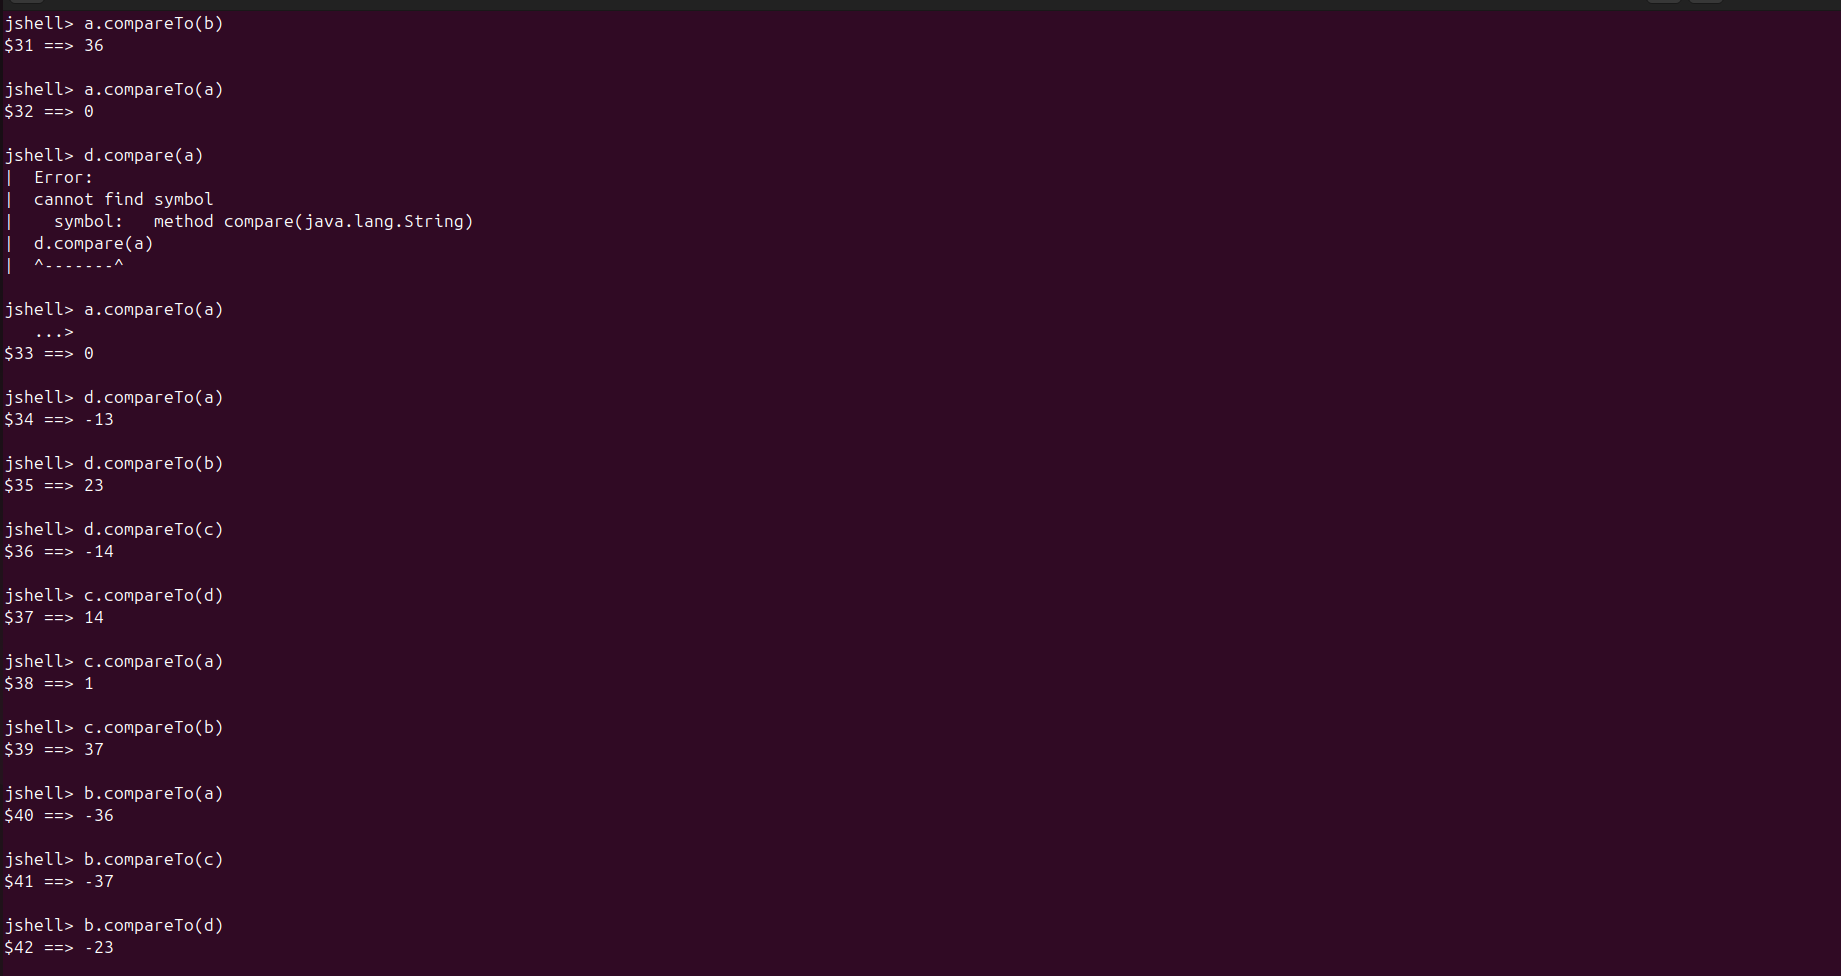 jshell> a.compareTo(b)
$31 ==> 36
jshell> a.compareTo(a)
$32 ==> 0
jshell> d.compare(a)
|  Error:
|  cannot find symbol
|    symbol:   method compare(java.lang.String)
|  d.compare(a)
|  ^-------^
jshell> a.compareTo(a)
   ...>
$33 ==> 0
jshell> d.compareTo(a)
$34 ==> -13
jshell> d.compareTo(b)
$35 ==> 23
jshell> d.compareTo(c)
$36 ==> -14
jshell> c.compareTo(d)
$37 ==> 14
jshell> c.compareTo(a)
$38 ==> 1
jshell> c.compareTo(b)
$39 ==> 37
jshell> b.compareTo(a)
$40 ==> -36
jshell> b.compareTo(c)
$41 ==> -37
jshell> b.compareTo(d)
$42 ==> -23